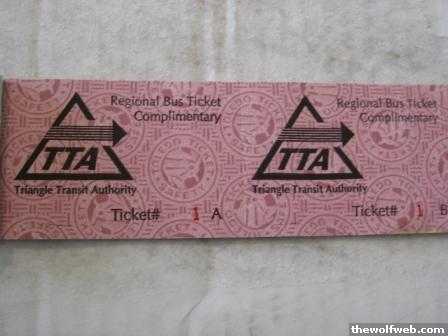 Regional Bus Ticket
Complimentary
TTA
Triangle Transit Authority
Ticket# 1 A
Regional Bus Ticket
Complimentary
TTA
Triangle Transit Authority
Ticket# 1 B
thewolfweb.com